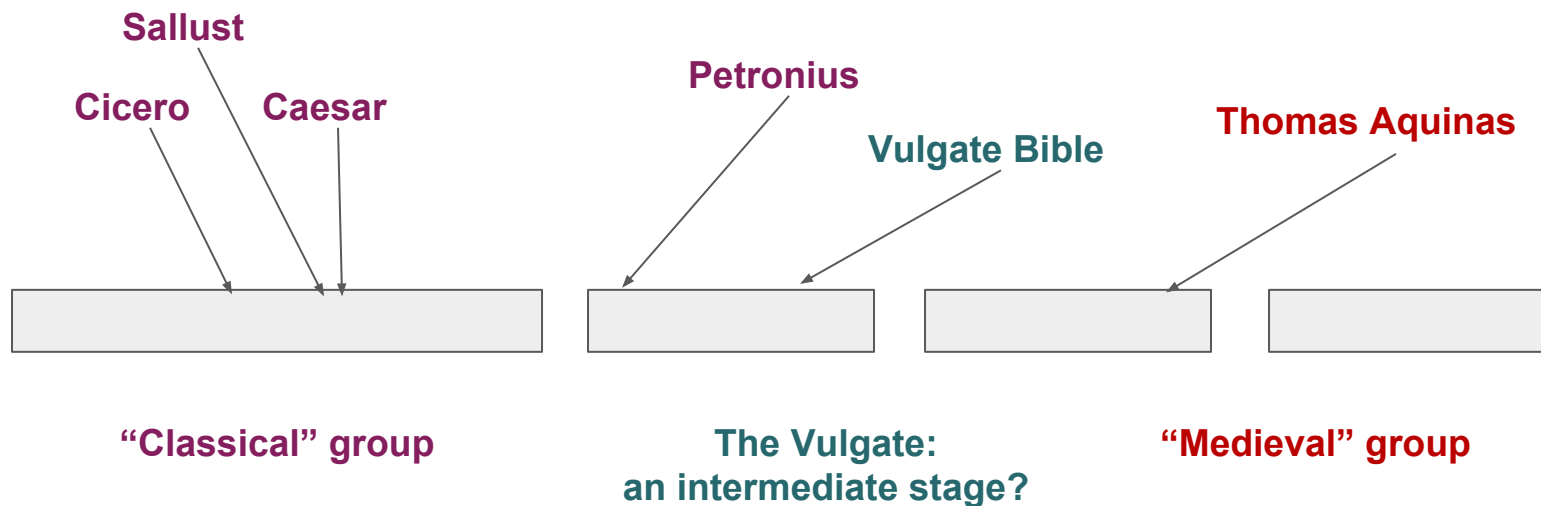 Sallust
Cicero
Caesar
Petronius
Vulgate Bible
Thomas Aquinas
“Classical” group
The Vulgate:
an intermediate stage?
“Medieval” group